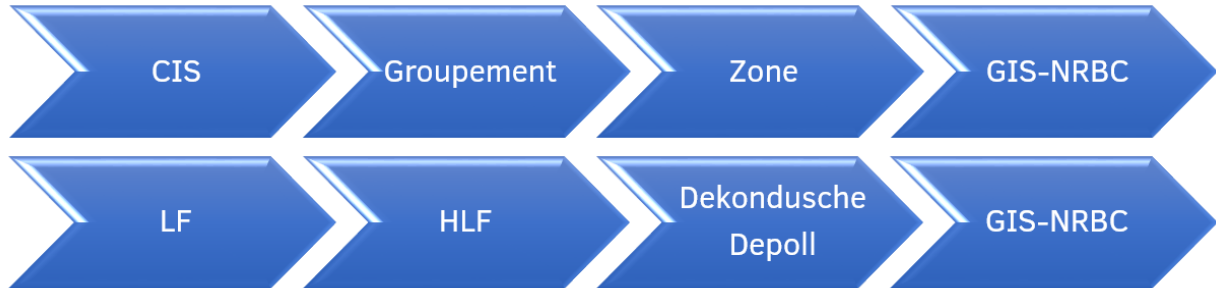 CIS
Groupement
Zone
GIS-NRBC
LF
HLF
Dekondusche
Depoll
GIS-NRBC